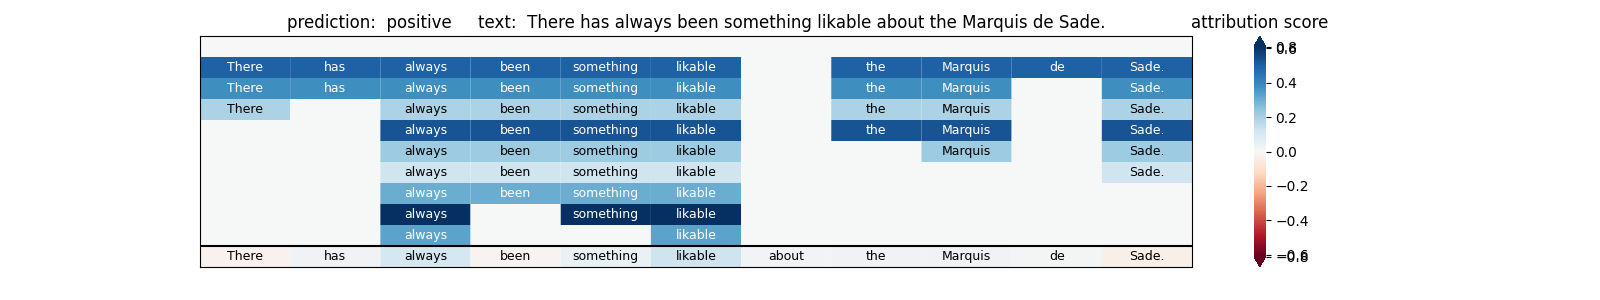 prediction:  positive     text:  There has always been something likable about the Marquis de Sade.     attribution score
There has always been something likable the Marquis de Sade.
There has always been something likable the Marquis Sade.
There always been something likable the Marquis Sade.
always been something likable the Marquis Sade.
always been something likable Marquis Sade.
always been something likable Sade.
always been something likable
always something likable
always likable
There has always been something likable about the Marquis de Sade.
0.8
0.6
0.4
0.2
0.0
−0.2
−0.4
−0.6
−0.8